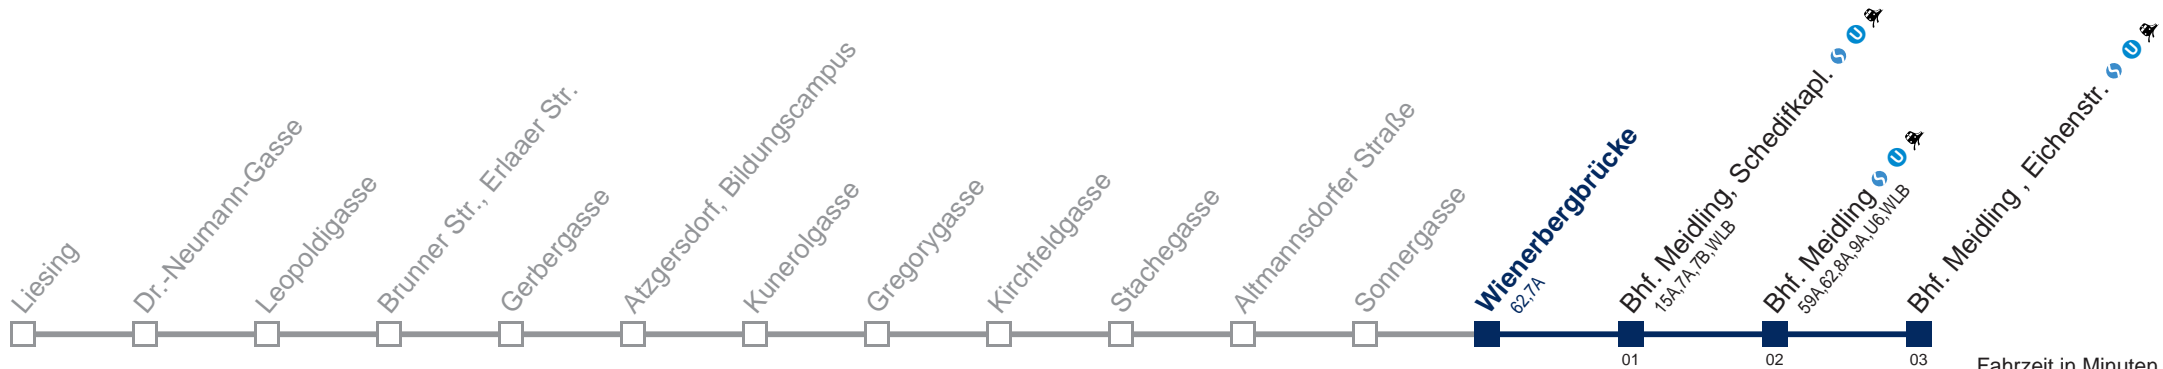 Liesing
Dr.-Neumann-Gasse
Leopoldigasse
Brunner Str., Erlaaer Str.
Gerbergasse
Atzgersdorf, Bildungscampus
Kunerolgasse
Gregorygasse
Kirchfeldgasse
Stachegasse
Altmannsdorfer Straße
Sonnergasse
Wienerbergbrücke
62,7A
Bhf. Meidling, Schedifkapl. S U
15A,7A,7B,WLB
Bhf. Meidling S U
59A,62,8A,9A,U6,WLB
Bhf. Meidling , Eichenstr. S U
01
02
03
Fahrzeit in Minuten